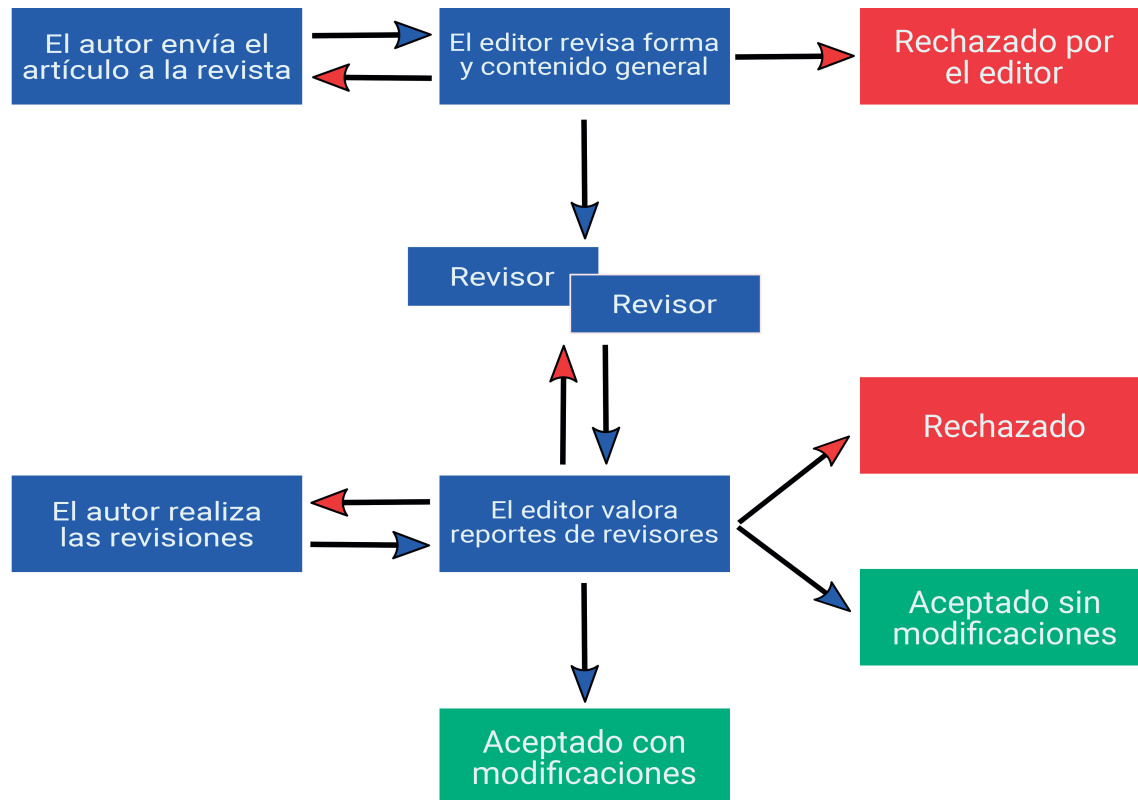 El autor envía el
artículo a la revista
El editor revisa forma
y contenido general
Rechazado por
el editor
Revisor
Revisor
Rechazado
El autor realiza
las revisiones
El editor valora
reportes de revisores
Aceptado sin
modificaciones
Aceptado con
modificaciones